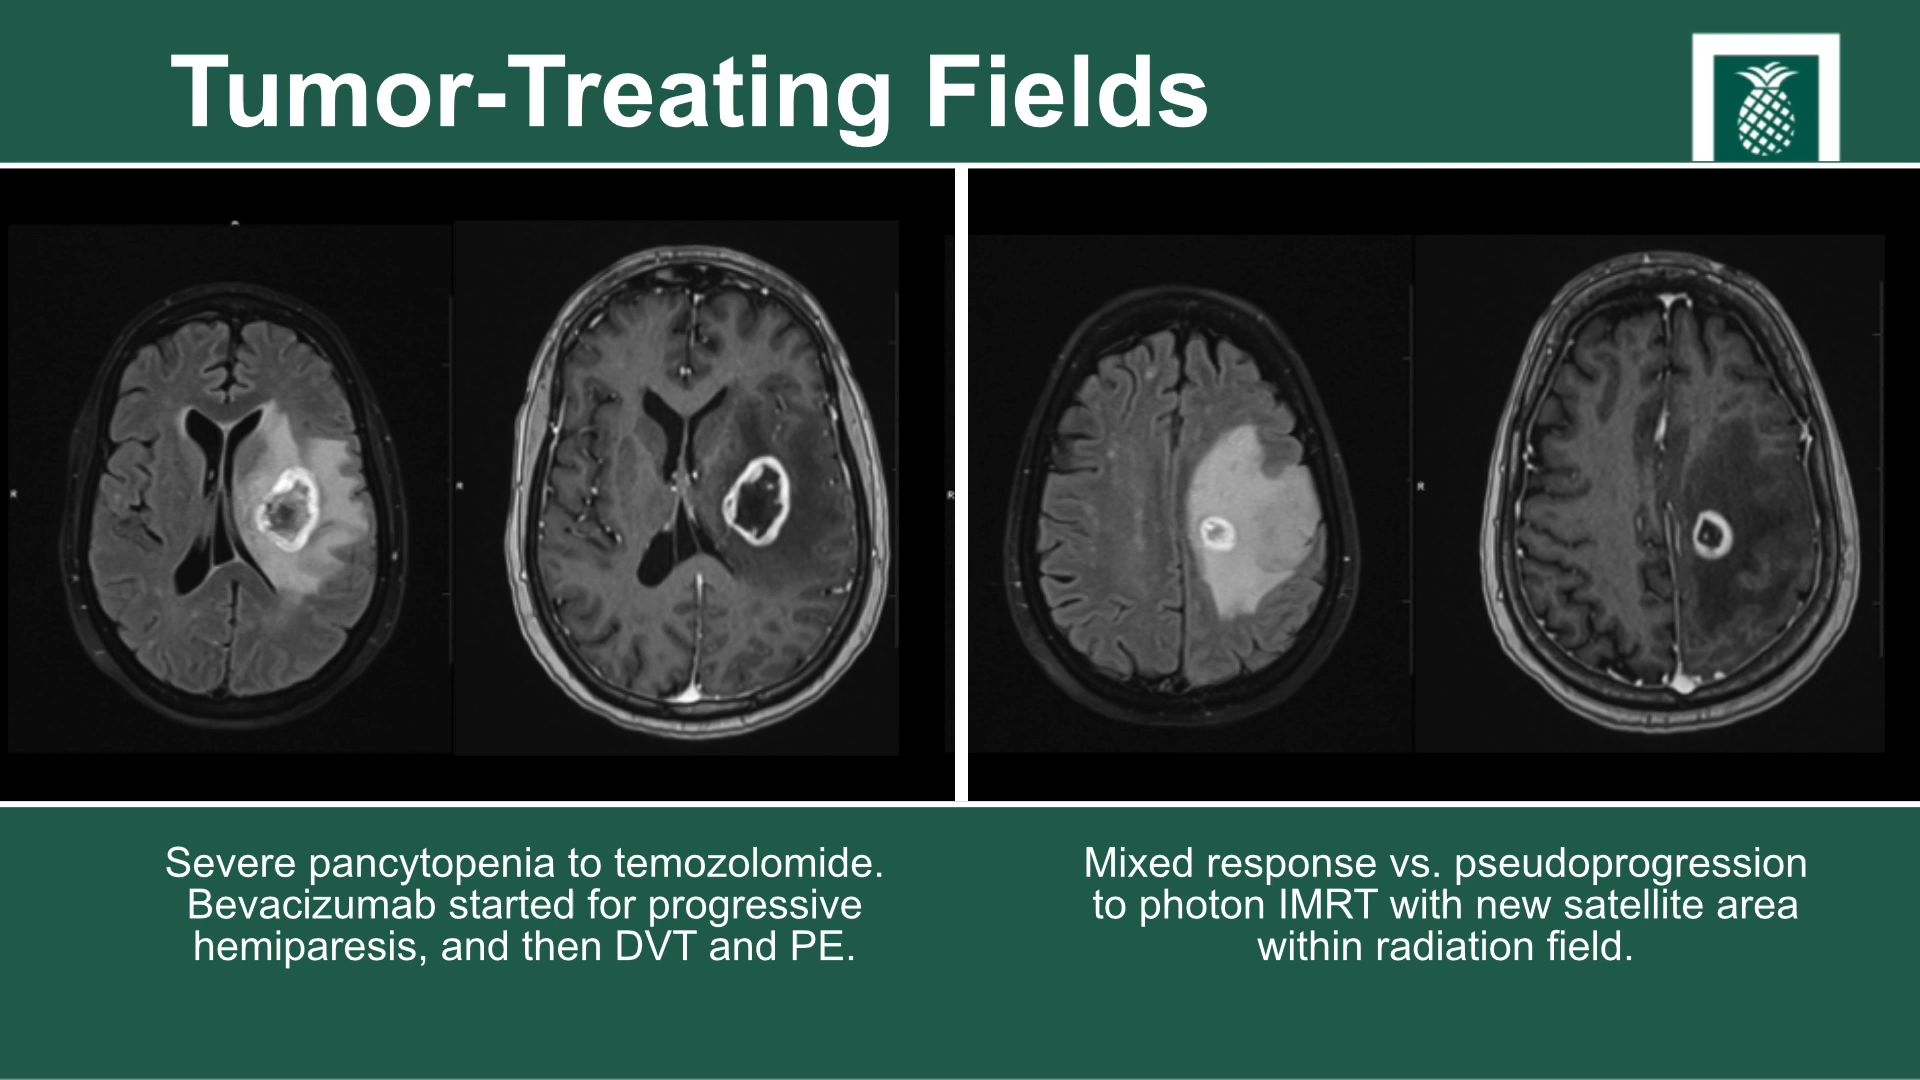 Tumor-Treating Fields
R
R
R
R
Severe pancytopenia to temozolomide.
Bevacizumab started for progressive
hemiparesis, and then DVT and PE.
Mixed response vs. pseudoprogression
to photon IMRT with new satellite area
within radiation field.